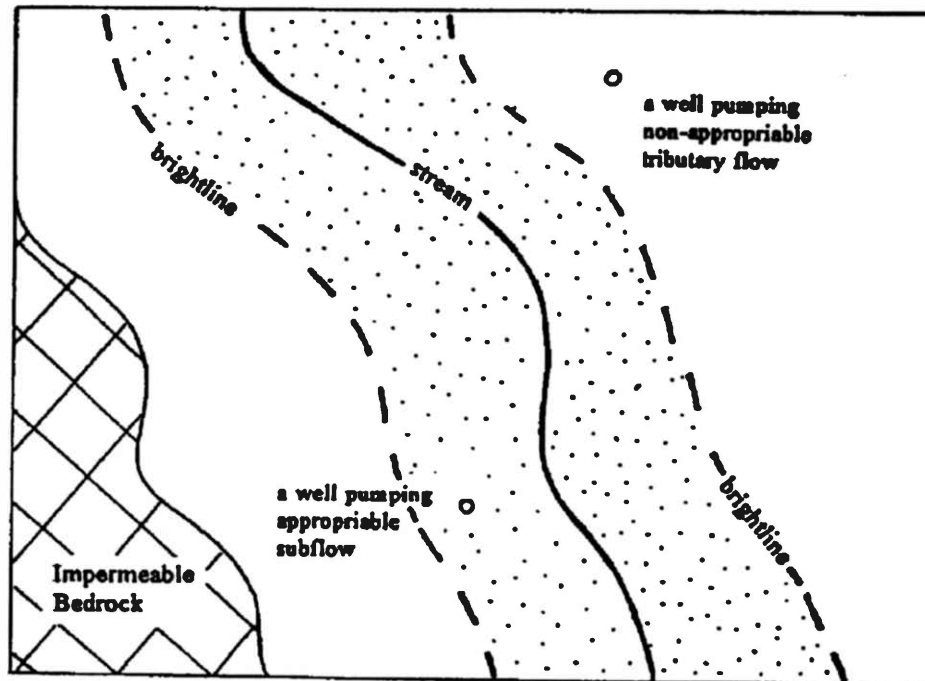 a well pumping
non-appropriable
tributary flow
brightline
stream
a well pumping
appropriable
subflow
brightline
Impermeable
Bedrock